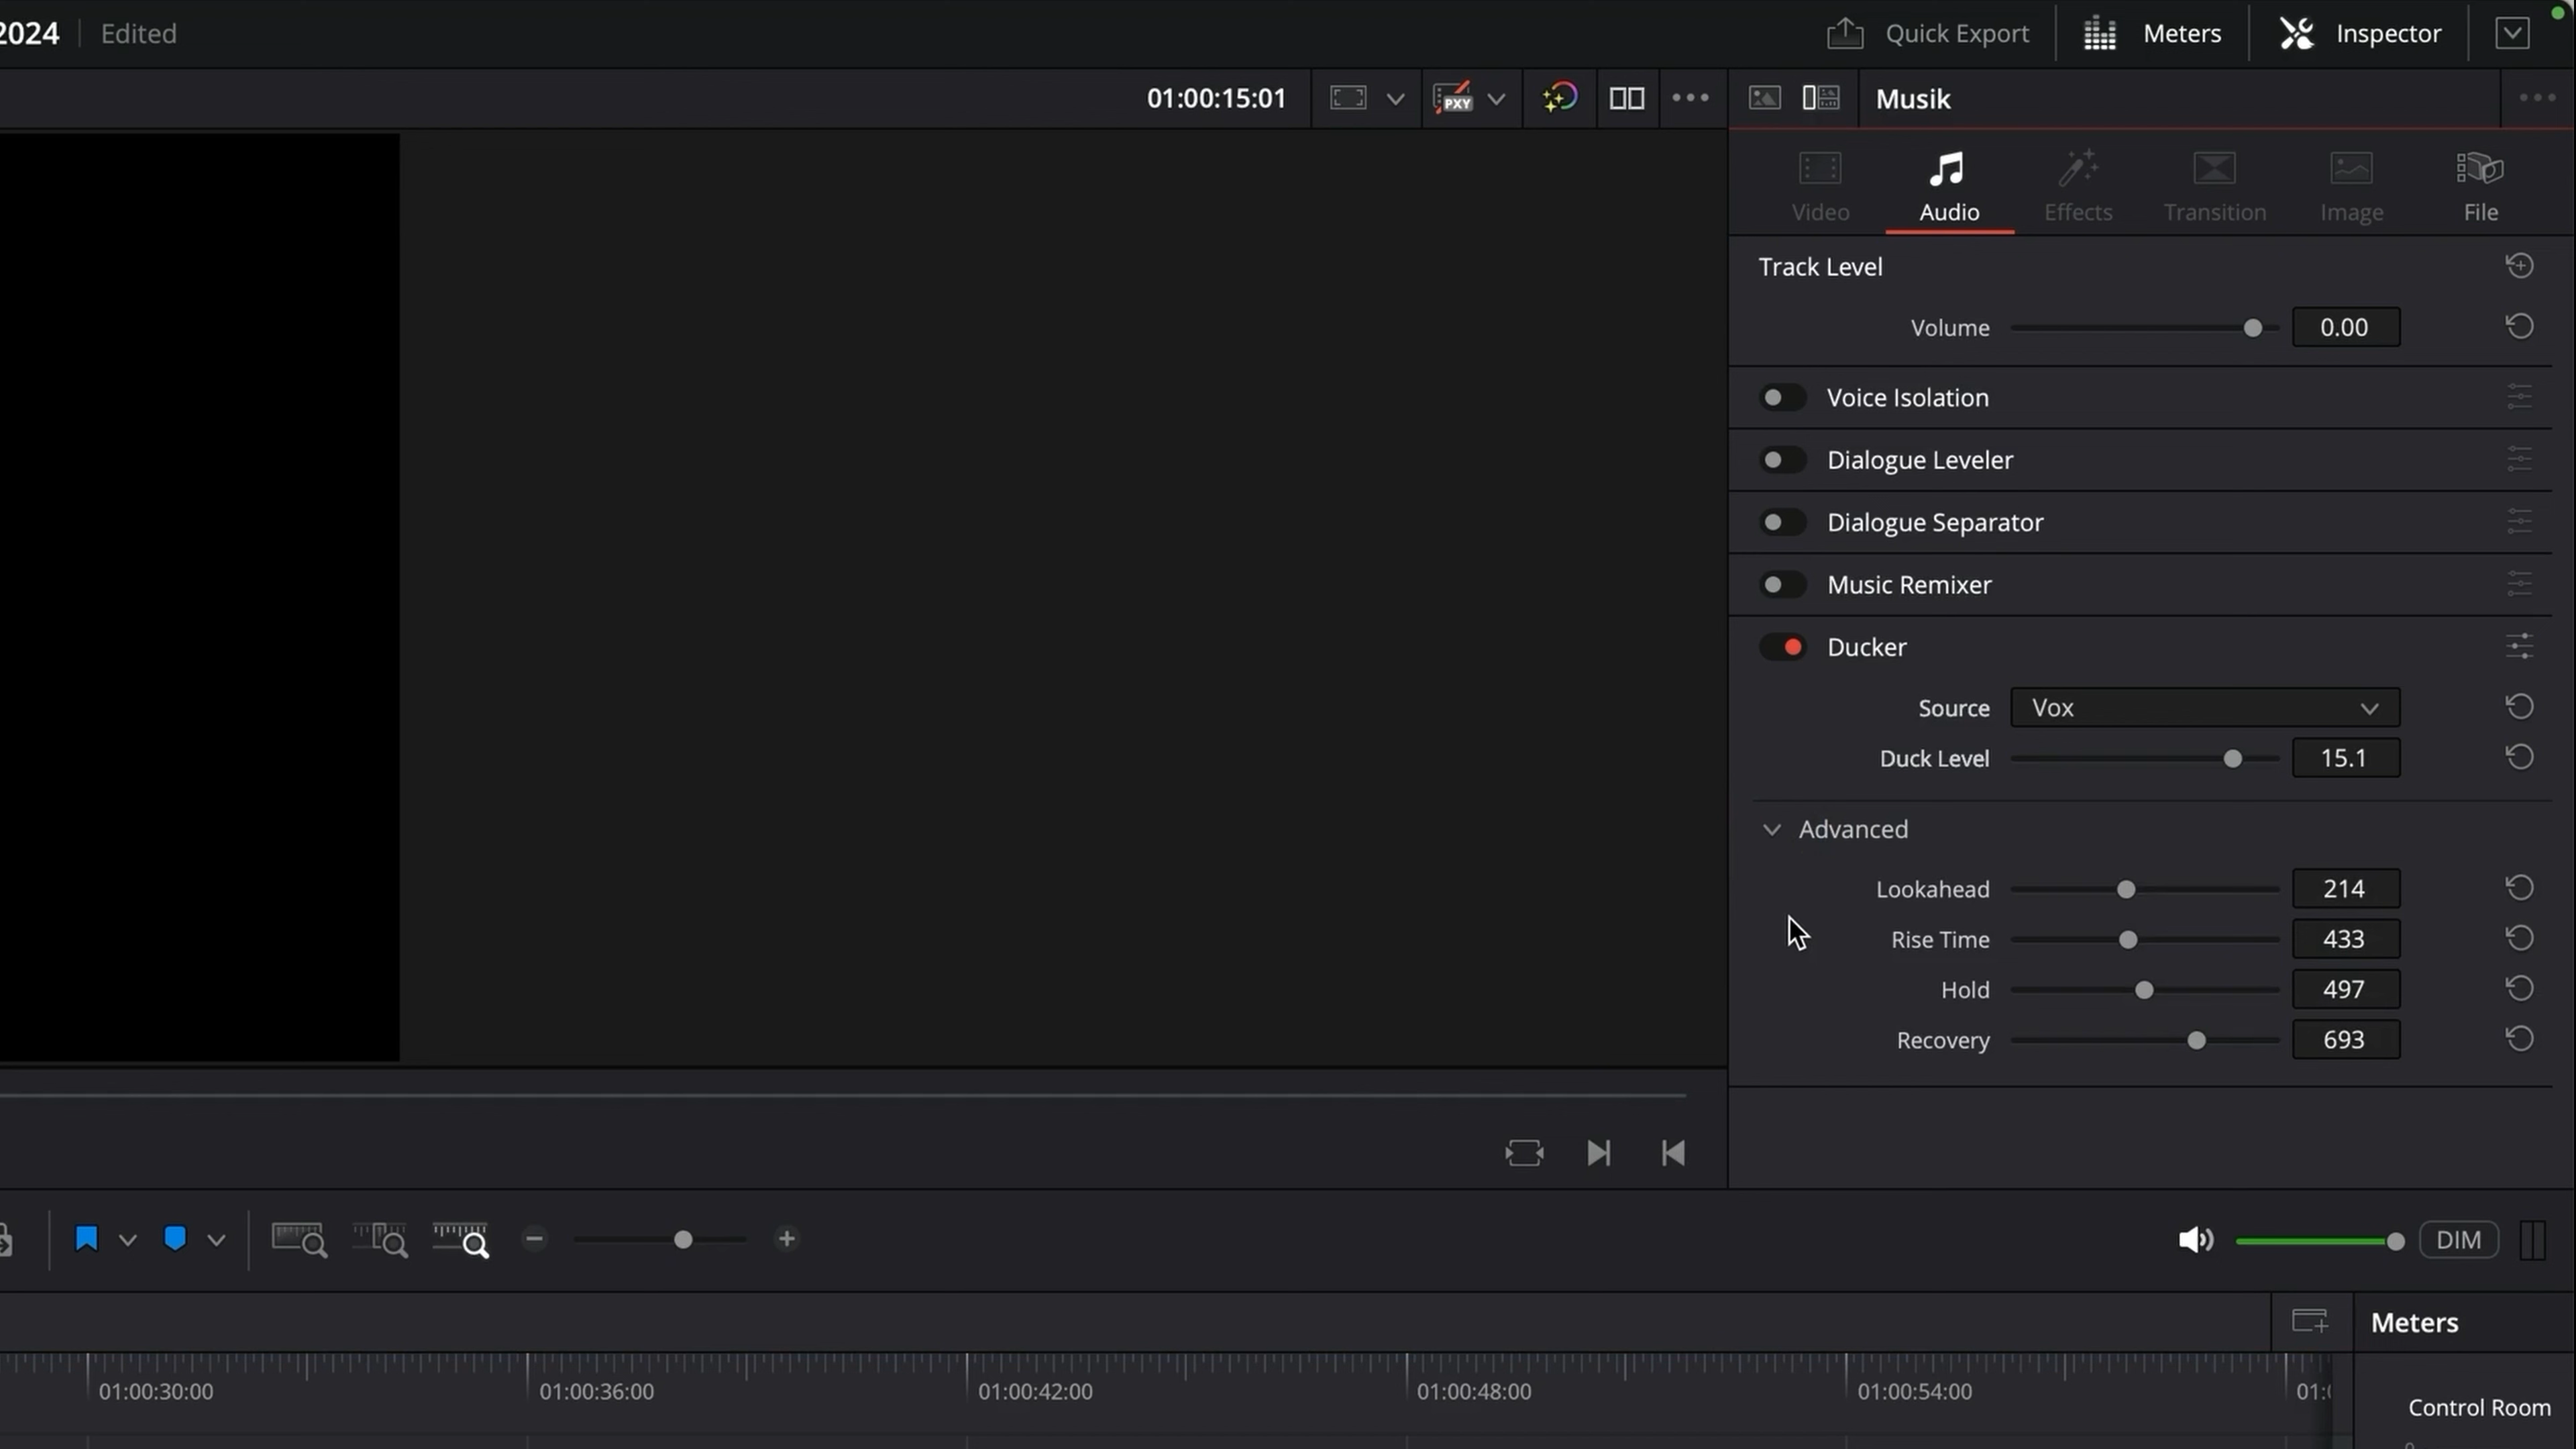 2024 Edited Quick Export Meters Inspector
01:00:15:01 PXY Musik
Video Audio Effects Transition Image File
Track Level
Volume 0.00
Voice Isolation
Dialogue Leveler
Dialogue Separator
Music Remixer
Ducker
Source Vox
Duck Level 15.1
Advanced
Lookahead 214
Rise Time 433
Hold 497
Recovery 693
DIM
Meters
01:00:30:00 01:00:36:00 01:00:42:00 01:00:48:00 01:00:54:00
Control Room